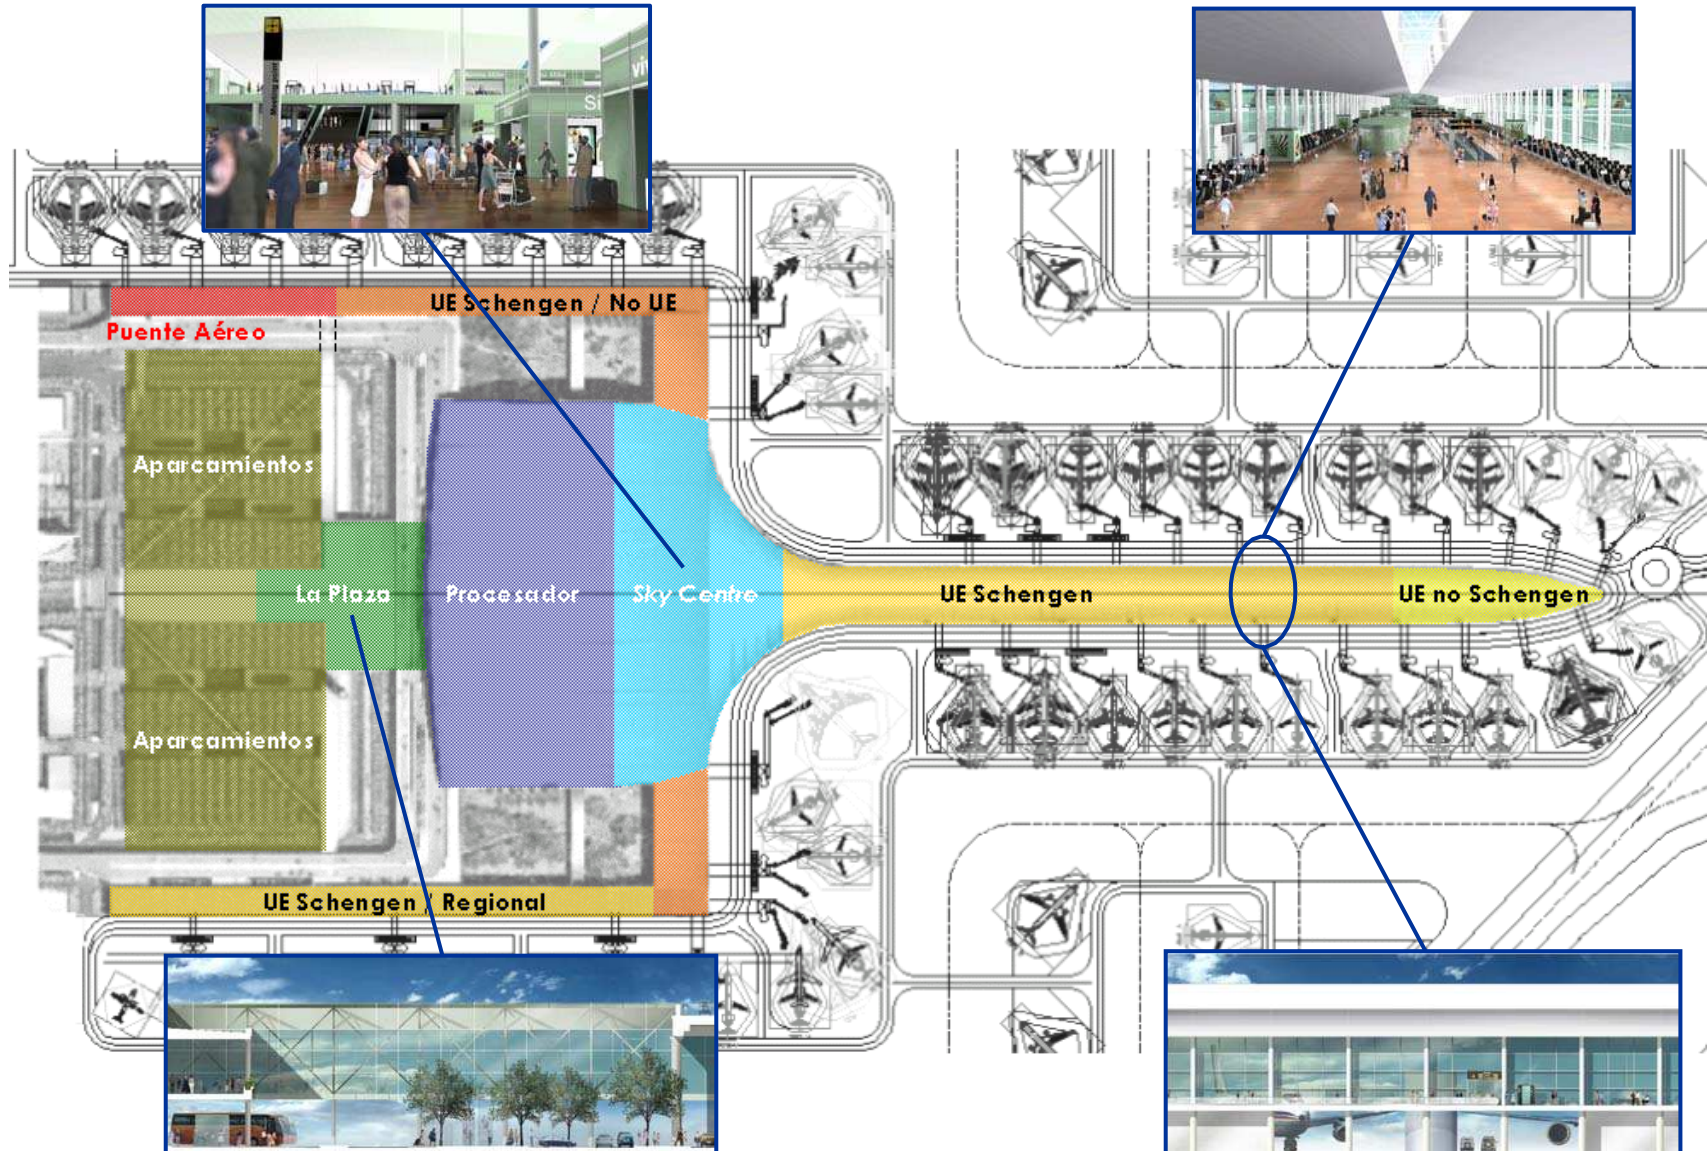 UE Schengen / No UE
Puente Aéreo
Aparcamientos
La Plaza
Procesador
Sky Centre
UE Schengen
UE no Schengen
Aparcamientos
UE Schengen / Regional